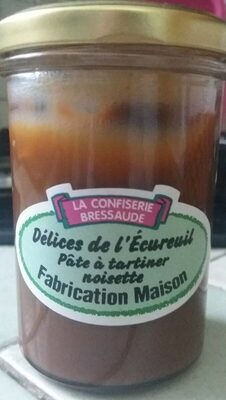 LA CONFISERIE
BRESSAUDE
Délices de l'Écureuil
Pâte à tartiner
noisette
Fabrication Maison